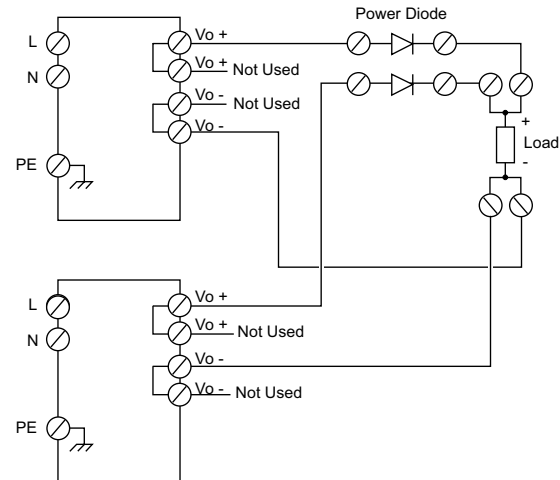 Power Diode
L
Vo +
Vo + Not Used
N
Vo - Not Used
Vo -
+
Load
-
PE
L
Vo +
Vo + Not Used
N
Vo -
Vo - Not Used
PE